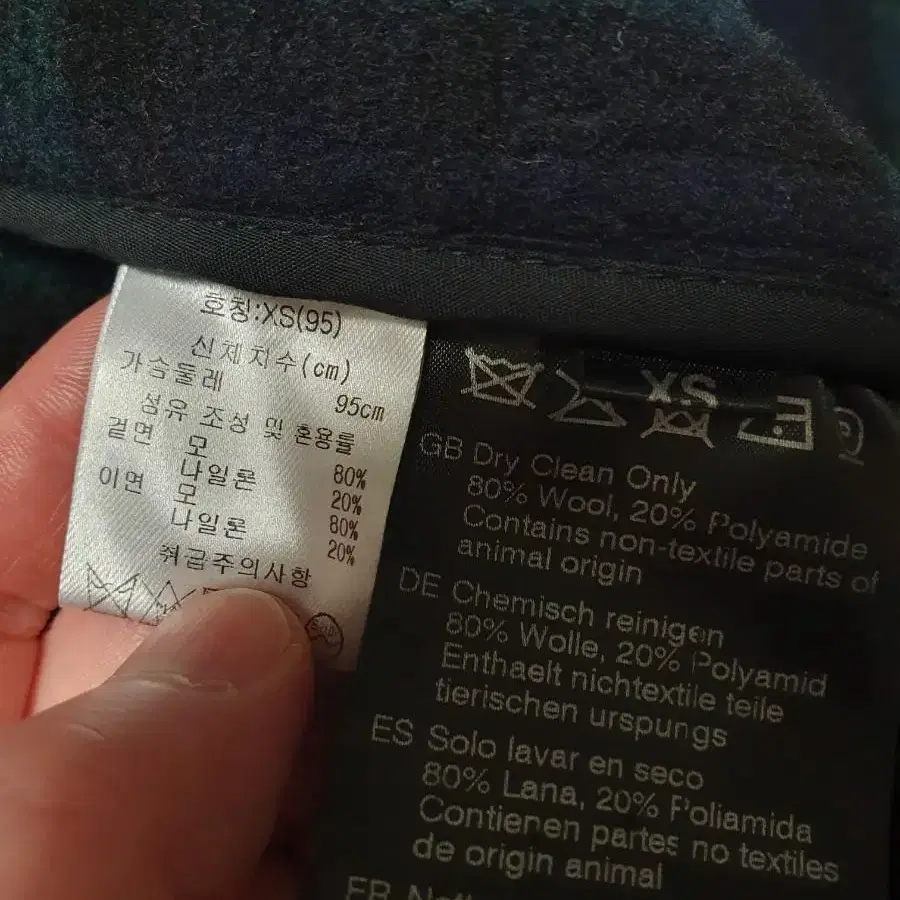 호칭:XS(95)
신체치수(cm)
가슴둘레 95cm
섬유 조성 및 혼용률
겉면 모 80%
나일론 20%
이면 모 80%
나일론 20%
취급주의사항
XS
GB Dry Clean Only
80% Wool, 20% Polyamide
Contains non-textile parts of
animal origin
DE Chemisch reinigen
80% Wolle, 20% Polyamid
Enthaelt nichtextile teile
tierischen ursprungs
ES Solo lavar en seco
80% Lana, 20% Poliamida
Contienen partes no textiles
de origin animal
FR